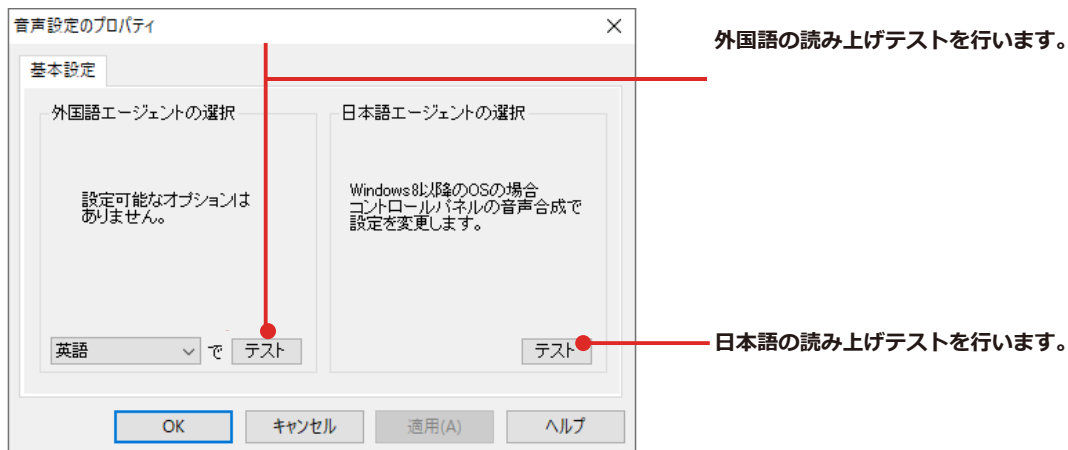 音声設定のプロパティ
外国語の読み上げテストを行います。
基本設定
外国語エージェントの選択
設定可能なオプションは
ありません。
英語 で テスト
日本語エージェントの選択
Windows8以降のOSの場合
コントロールパネルの音声合成で
設定を変更します。
テスト
日本語の読み上げテストを行います。
OK キャンセル 適用(A) ヘルプ